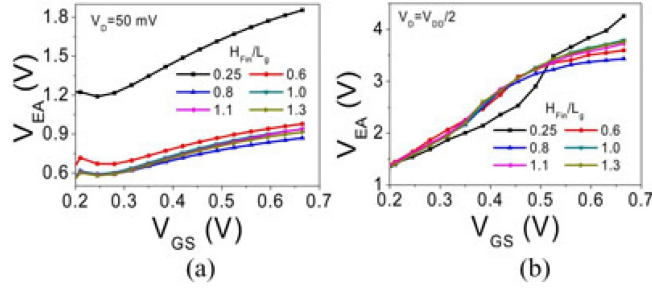 V_D=50 mV
H_Fin/L_g
0.25 0.6
0.8 1.0
1.1 1.3
V_EA (V)
1.8
1.5
1.2
0.9
0.6
0.2 0.3 0.4 0.5 0.6 0.7
V_GS (V)
(a)
V_D=V_DD/2
H_Fin/L_g
0.25 0.6
0.8 1.0
1.1 1.3
V_EA (V)
4
3
2
1
0.2 0.3 0.4 0.5 0.6 0.7
V_GS (V)
(b)